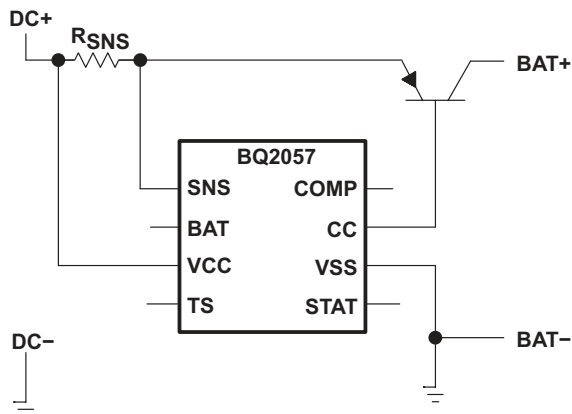 DC+
RSNS
BAT+
BQ2057
SNS
COMP
BAT
CC
VCC
VSS
TS
STAT
DC−
BAT−